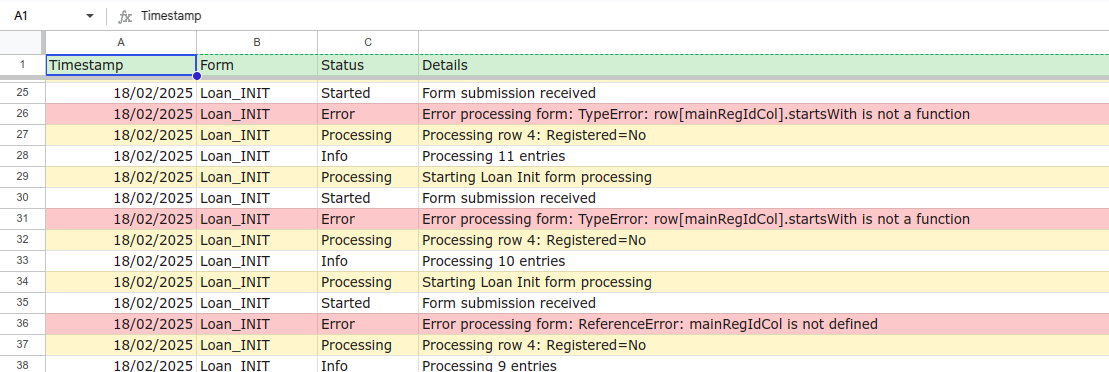 A1 fx Timestamp
A B C
1 Timestamp Form Status Details
25 18/02/2025 Loan_INIT Started Form submission received
26 18/02/2025 Loan_INIT Error Error processing form: TypeError: row[mainRegIdCol].startsWith is not a function
27 18/02/2025 Loan_INIT Processing Processing row 4: Registered=No
28 18/02/2025 Loan_INIT Info Processing 11 entries
29 18/02/2025 Loan_INIT Processing Starting Loan Init form processing
30 18/02/2025 Loan_INIT Started Form submission received
31 18/02/2025 Loan_INIT Error Error processing form: TypeError: row[mainRegIdCol].startsWith is not a function
32 18/02/2025 Loan_INIT Processing Processing row 4: Registered=No
33 18/02/2025 Loan_INIT Info Processing 10 entries
34 18/02/2025 Loan_INIT Processing Starting Loan Init form processing
35 18/02/2025 Loan_INIT Started Form submission received
36 18/02/2025 Loan_INIT Error Error processing form: ReferenceError: mainRegIdCol is not defined
37 18/02/2025 Loan_INIT Processing Processing row 4: Registered=No
38 18/02/2025 Loan_INIT Info Processing 9 entries